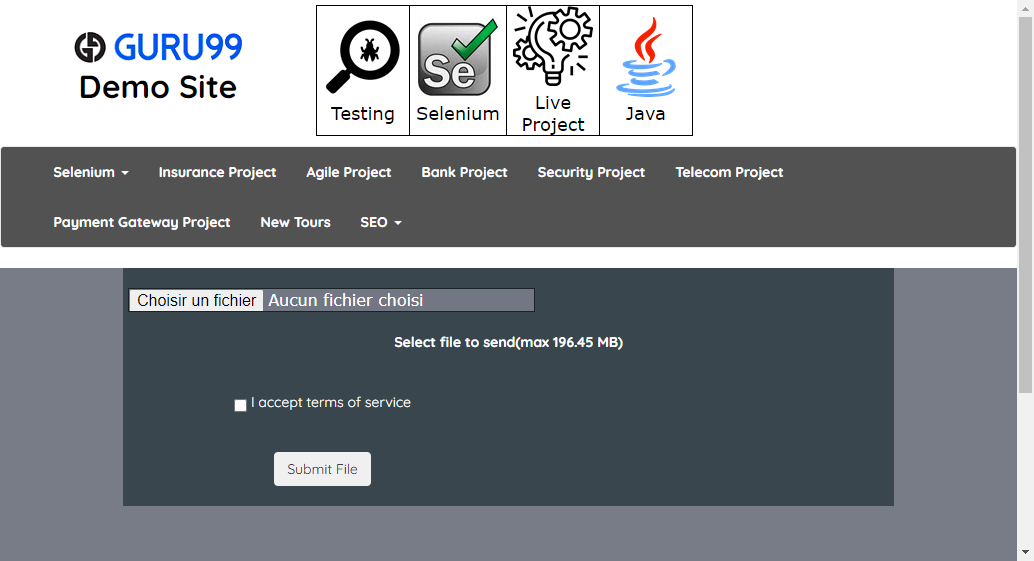 GURU99
Demo Site
Testing
Selenium
Live
Project
Java
Selenium
Insurance Project
Agile Project
Bank Project
Security Project
Telecom Project
Payment Gateway Project
New Tours
SEO
Choisir un fichier Aucun fichier choisi
Select file to send(max 196.45 MB)
I accept terms of service
Submit File